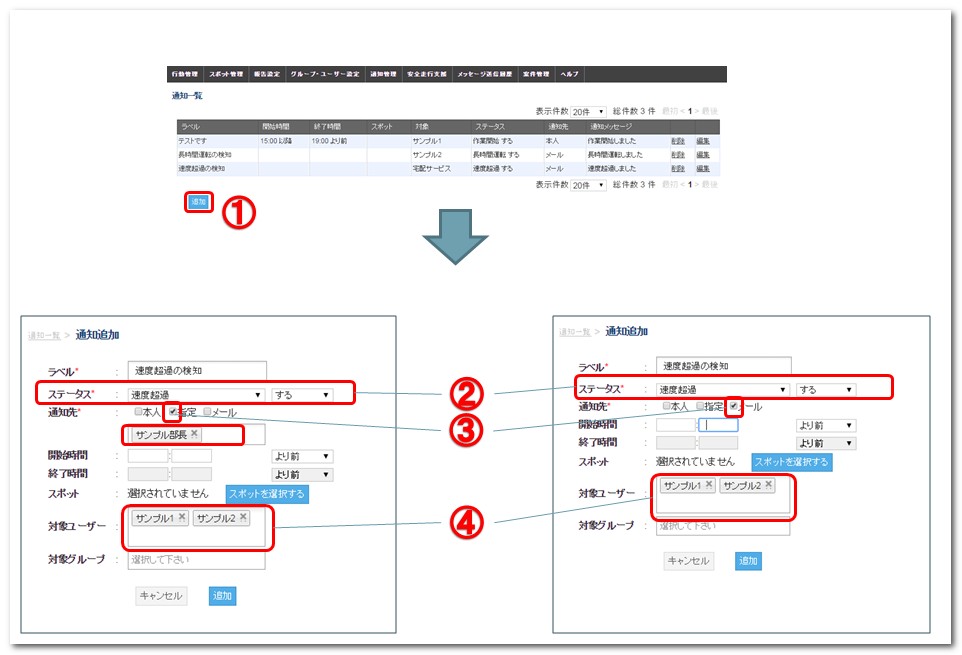 行動管理 スポット管理 報告設定 グループ・ユーザー設定 通知管理 安全走行支援 メッセージ送信履歴 案件管理 ヘルプ
通知一覧
表示件数 20件 総件数 3 件 最初 < 1 > 最後
ラベル 開始時間 終了時間 スポット 対象 ステータス 通知先 通知メッセージ
テストです 15:00 以降 19:00 より前 サンプル1 作業開始 する 本人 作業開始しました 削除 編集
長時間運転の検知 サンプル2 長時間運転 する メール 長時間運転しました 削除 編集
速度超過の検知 宅配サービス 速度超過 する メール 速度超過しました 削除 編集
表示件数 20件 総件数 3 件 最初 < 1 > 最後
追加
①
通知一覧 > 通知追加
ラベル* : 速度超過の検知
ステータス* : 速度超過 する
通知先* : 本人 指定 メール
サンプル部長 ×
開始時間 : : より前
終了時間 : : より前
スポット : 選択されていません スポットを選択する
対象ユーザー : サンプル1 × サンプル2 ×
対象グループ : 選択して下さい
キャンセル 追加
②
③
④
通知一覧 > 通知追加
ラベル* : 速度超過の検知
ステータス* : 速度超過 する
通知先* : 本人 指定 メール
開始時間 : : より前
終了時間 : : より前
スポット : 選択されていません スポットを選択する
対象ユーザー : サンプル1 × サンプル2 ×
対象グループ : 選択して下さい
キャンセル 追加